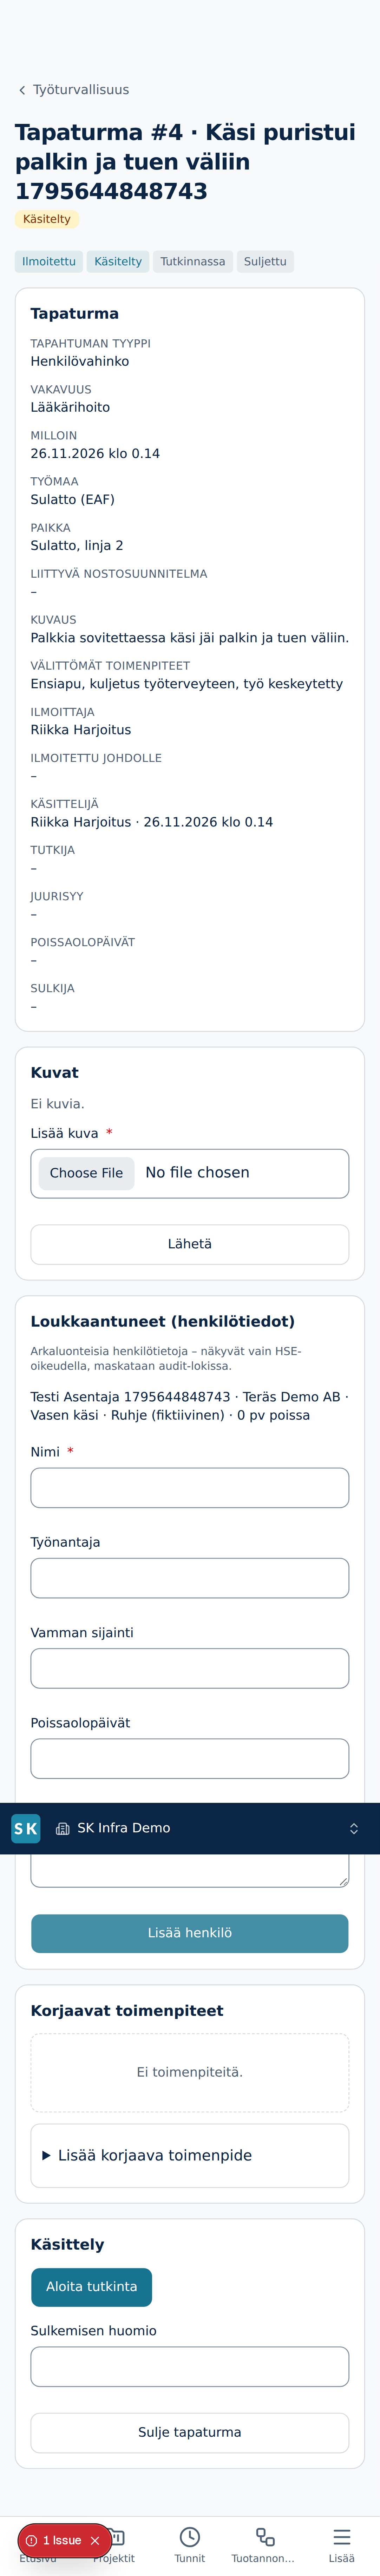 Työturvallisuus
Tapaturma #4 · Käsi puristui
palkin ja tuen väliin
1795644848743
Käsitelty
Ilmoitettu Käsitelty Tutkinnassa Suljettu
Tapaturma
TAPAHTUMAN TYYPPI
Henkilövahinko
VAKAVUUS
Lääkärihoito
MILLOIN
26.11.2026 klo 0.14
TYÖMAA
Sulatto (EAF)
PAIKKA
Sulatto, linja 2
LIITTYVÄ NOSTOSUUNNITELMA
–
KUVAUS
Palkkia sovitettaessa käsi jäi palkin ja tuen väliin.
VÄLITTÖMÄT TOIMENPITEET
Ensiapu, kuljetus työterveyteen, työ keskeytetty
ILMOITTAJA
Riikka Harjoitus
ILMOITETTU JOHDOLLE
–
KÄSITTELIJÄ
Riikka Harjoitus · 26.11.2026 klo 0.14
TUTKIJA
–
JUURISYY
–
POISSAOLOPÄIVÄT
–
SULKIJA
–
Kuvat
Ei kuvia.
Lisää kuva *
Choose File No file chosen
Lähetä
Loukkaantuneet (henkilötiedot)
Arkaluonteisia henkilötietoja – näkyvät vain HSE-
oikeudella, maskataan audit-lokissa.
Testi Asentaja 1795644848743 · Teräs Demo AB ·
Vasen käsi · Ruhje (fiktiivinen) · 0 pv poissa
Nimi *
Työnantaja
Vamman sijainti
Poissaolopäivät
SK SK Infra Demo
Lisää henkilö
Korjaavat toimenpiteet
Ei toimenpiteitä.
Lisää korjaava toimenpide
Käsittely
Aloita tutkinta
Sulkemisen huomio
Sulje tapaturma
1 Issue
Etusivu Projektit Tunnit Tuotannon... Lisää